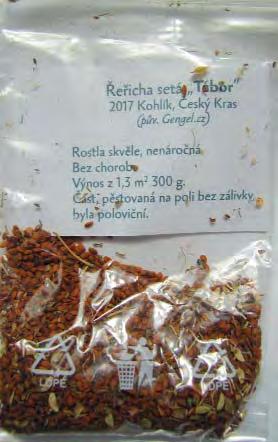 Řeřicha setá „Tábor"
2017 Kohlík, Český Kras
(pův. Gengel.cz)
Rostla skvěle, nenáročná.
Bez chorob.
Výnos z 1,3 m² 300 g.
Část, pěstovaná na poli bez zálivky,
byla poloviční.
LDPE
LDPE